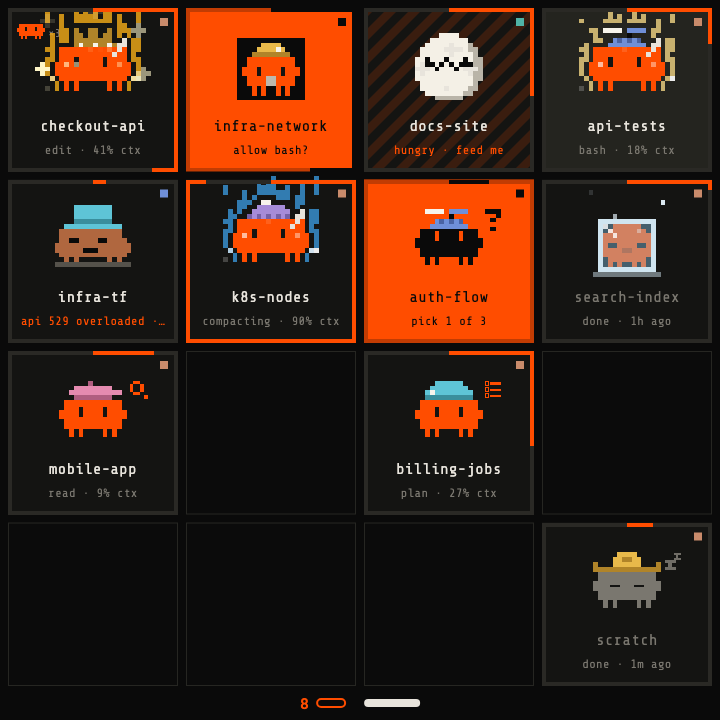 checkout-api
edit · 41% ctx
infra-network
allow bash?
docs-site
hungry · feed me
api-tests
bash · 18% ctx
infra-tf
api 529 overloaded ·…
k8s-nodes
compacting · 90% ctx
auth-flow
pick 1 of 3
search-index
done · 1h ago
mobile-app
read · 9% ctx
billing-jobs
plan · 27% ctx
scratch
done · 1m ago
8